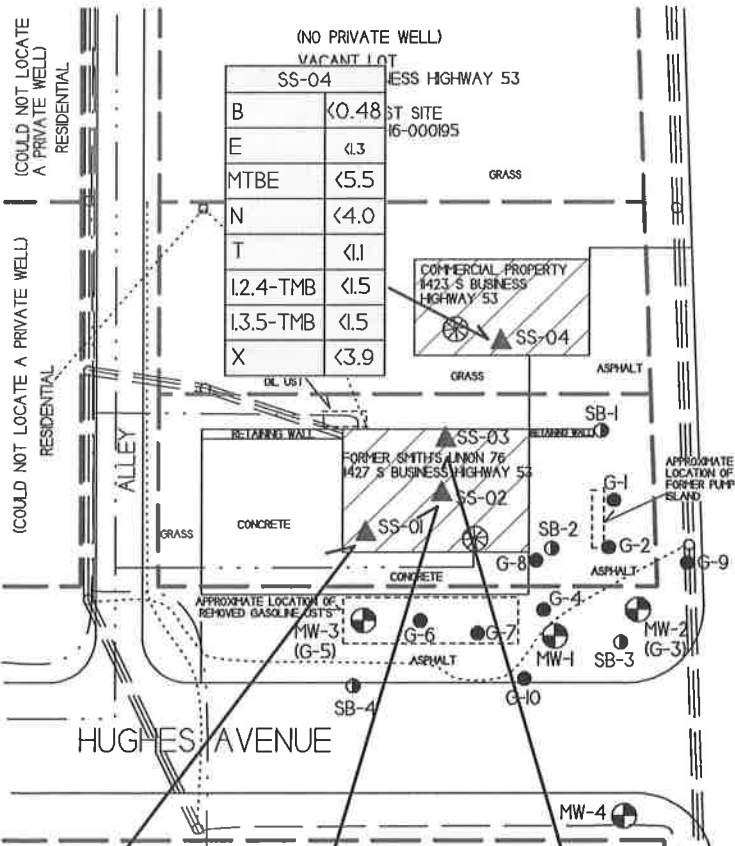 (NO PRIVATE WELL)
VACANT LOT
ESS HIGHWAY 53
ST SITE
16-000195
(COULD NOT LOCATE
A PRIVATE WELL)
RESIDENTIAL
SS-04
B <0.48
E <1.3
MTBE <5.5
N <4.0
T <1.1
1,2,4-TMB <1.5
1,3,5-TMB <1.5
X <3.9
GRASS
COMMERCIAL PROPERTY
1423 S BUSINESS
HIGHWAY 53
SS-04
GRASS
ASPHALT
(COULD NOT LOCATE A PRIVATE WELL)
RESIDENTIAL
ALLEY
OIL UST
RETAINING WALL
SS-03
RETAINING WALL
SB-1
FORMER SMITH'S UNION 76
1427 S BUSINESS HIGHWAY 53
SS-02
SS-01
APPROXIMATE
LOCATION OF
FORMER PUMP
ISLAND
G-1
GRASS
CONCRETE
SB-2
G-2
G-8
G-9
ASPHALT
CONCRETE
APPROXIMATE LOCATION OF
REMOVED GASOLINE UST'S
G-4
MW-3
(G-5)
G-6
G-7
MW-1
MW-2
(G-3)
SB-3
ASPHALT
G-10
SB-4
HUGHES AVENUE
MW-4